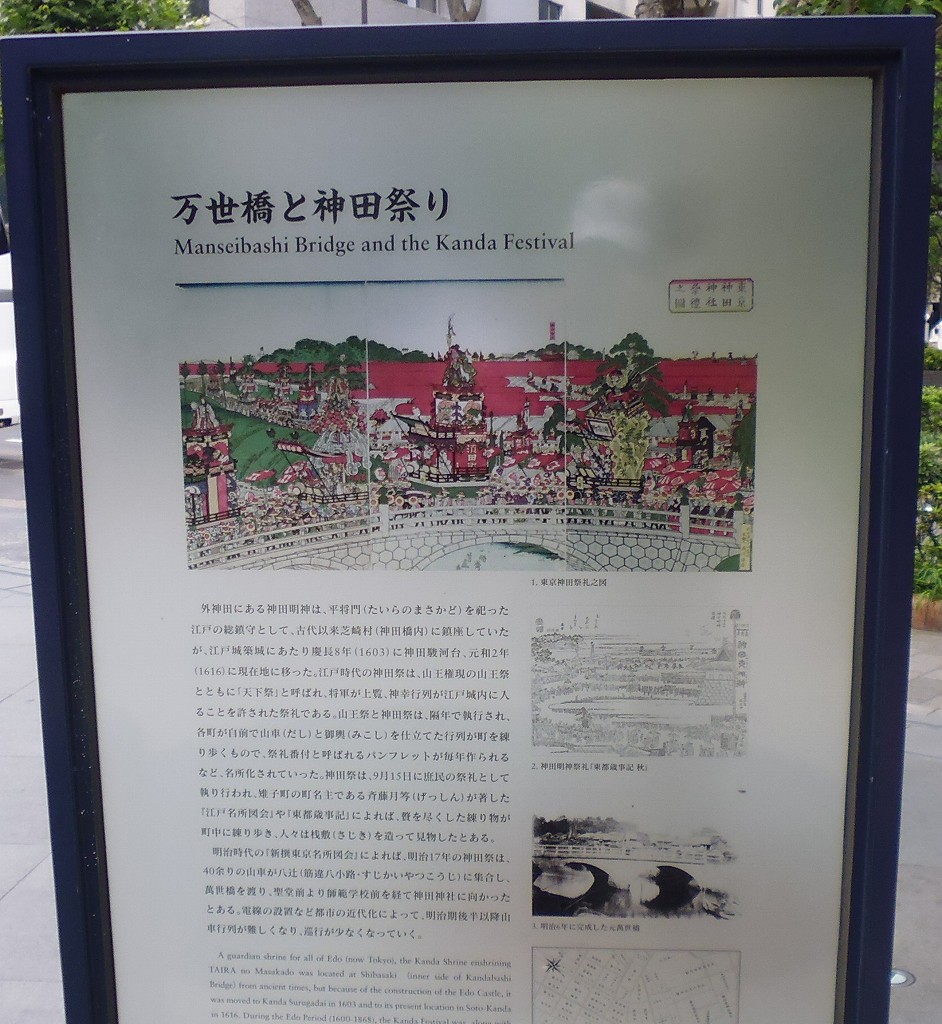 万世橋と神田祭り
Manseibashi Bridge and the Kanda Festival
東京
神田
神社
祭禮
之圖
1. 東京神田祭礼之図
外神田にある神田明神は、平将門(たいらのまさかど)を祀った
江戸の総鎮守として、古代以来芝崎村(神田橋内)に鎮座していた
が、江戸城築城にあたり慶長8年(1603)に神田駿河台、元和2年
(1616)に現在地に移った。江戸時代の神田祭は、山王権現の山王祭
とともに「天下祭」と呼ばれ、将軍が上覧、神幸行列が江戸城内に入
ることを許された祭礼である。山王祭と神田祭は、隔年で執行され、
各町が自前で山車(だし)と御輿(みこし)を仕立てた行列が町を練
り歩くもので、祭礼番付と呼ばれるパンフレットが毎年作られる
など、名所化されていった。神田祭は、9月15日に庶民の祭礼として
執り行われ、雉子町の町名主である斉藤月岑(げっしん)が著した
『江戸名所図会』や『東都歳事記』によれば、贅を尽くした練り物が
町中に練り歩き、人々は桟敷(さじき)を造って見物したとある。
明治時代の『新撰東京名所図会』によれば、明治17年の神田祭は、
40余りの山車が八辻(筋違八小路・すじかいやつこうじ)に集合し、
萬世橋を渡り、聖堂前より師範学校前を経て神田神社に向かった
とある。電線の設置など都市の近代化によって、明治期後半以降山
車行列が難しくなり、巡行が少なくなっていく。
2. 神田明神祭礼『東都歳事記 秋』
3. 明治6年に完成した元萬世橋
A guardian shrine for all of Edo (now Tokyo), the Kanda Shrine enshrining
TAIRA no Masakado was located at Shibasaki (inner side of Kandabashi
Bridge) from ancient times, but because of the construction of the Edo Castle, it
was moved to Kanda Surugadai in 1603 and to its present location in Soto-Kanda
in 1616. During the Edo Period (1600-1868), the Kanda Festival was, along with